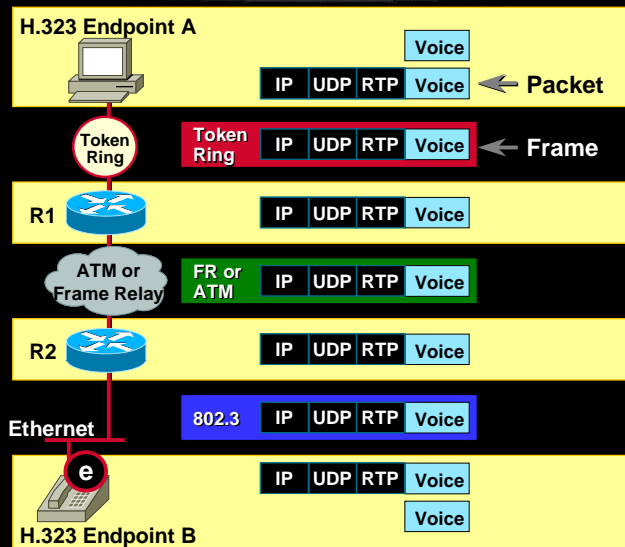 H.323 Endpoint A
Voice
IP UDP RTP Voice Packet
Token
Ring
Token
Ring
IP UDP RTP Voice Frame
R1 IP UDP RTP Voice
ATM or
Frame Relay
FR or
ATM
IP UDP RTP Voice
R2 IP UDP RTP Voice
802.3 IP UDP RTP Voice
Ethernet
e
IP UDP RTP Voice
Voice
H.323 Endpoint B